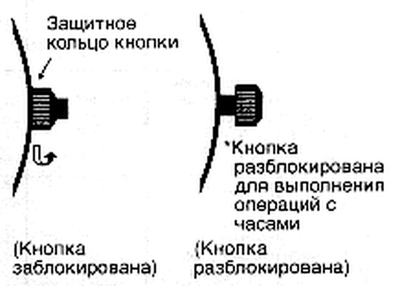 Защитное
кольцо кнопки
*Кнопка
разблокирована
для выполнения
операций с
часами
(Кнопка
заблокирована)
(Кнопка
разблокирована)